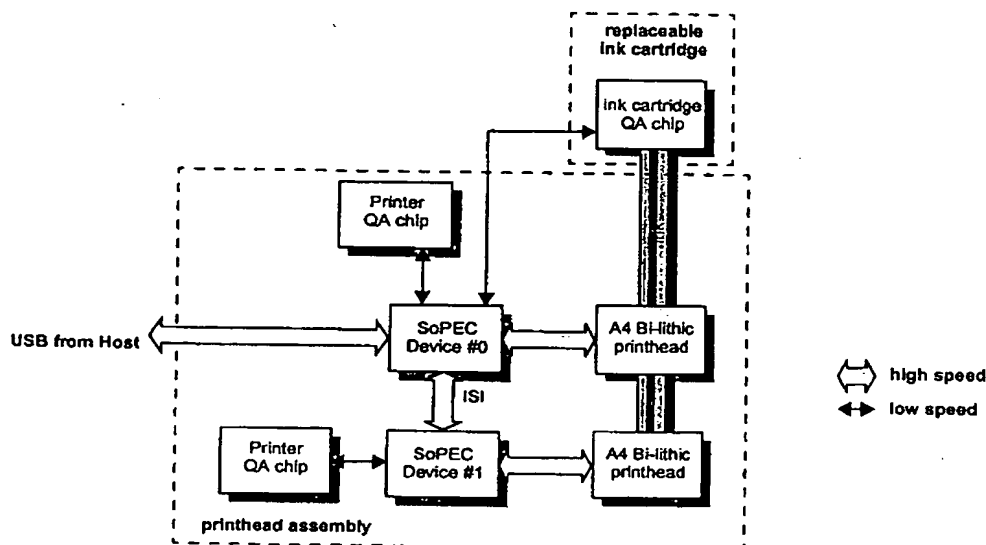 replaceable
ink cartridge
ink cartridge
QA chip
Printer
QA chip
USB from Host
SoPEC
Device #0
A4 Bi-lithic
printhead
high speed
low speed
ISI
Printer
QA chip
SoPEC
Device #1
A4 Bi-lithic
printhead
printhead assembly